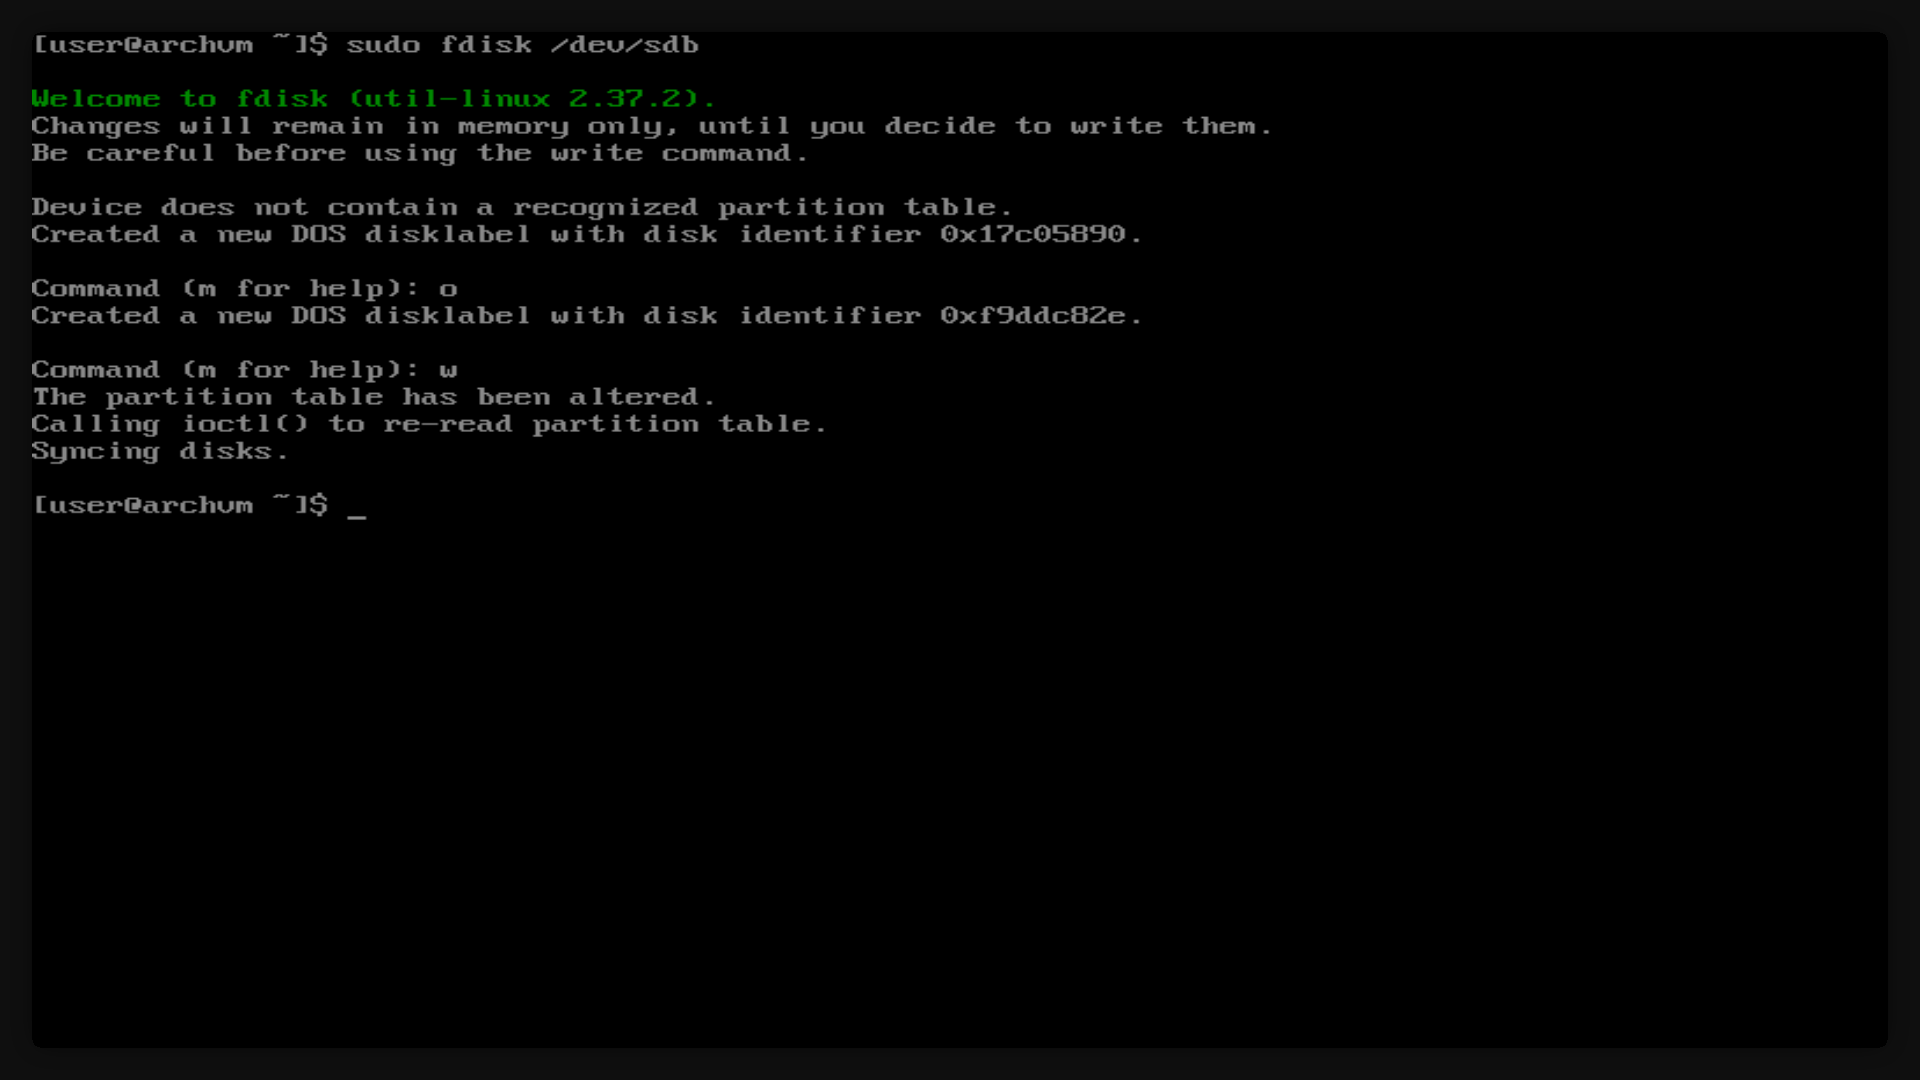 [user@archvm ~]$ sudo fdisk /dev/sdb
Welcome to fdisk (util-linux 2.37.2).
Changes will remain in memory only, until you decide to write them.
Be careful before using the write command.
Device does not contain a recognized partition table.
Created a new DOS disklabel with disk identifier 0x17c05890.
Command (m for help): o
Created a new DOS disklabel with disk identifier 0xf9ddc82e.
Command (m for help): w
The partition table has been altered.
Calling ioctl() to re-read partition table.
Syncing disks.
[user@archvm ~]$ _